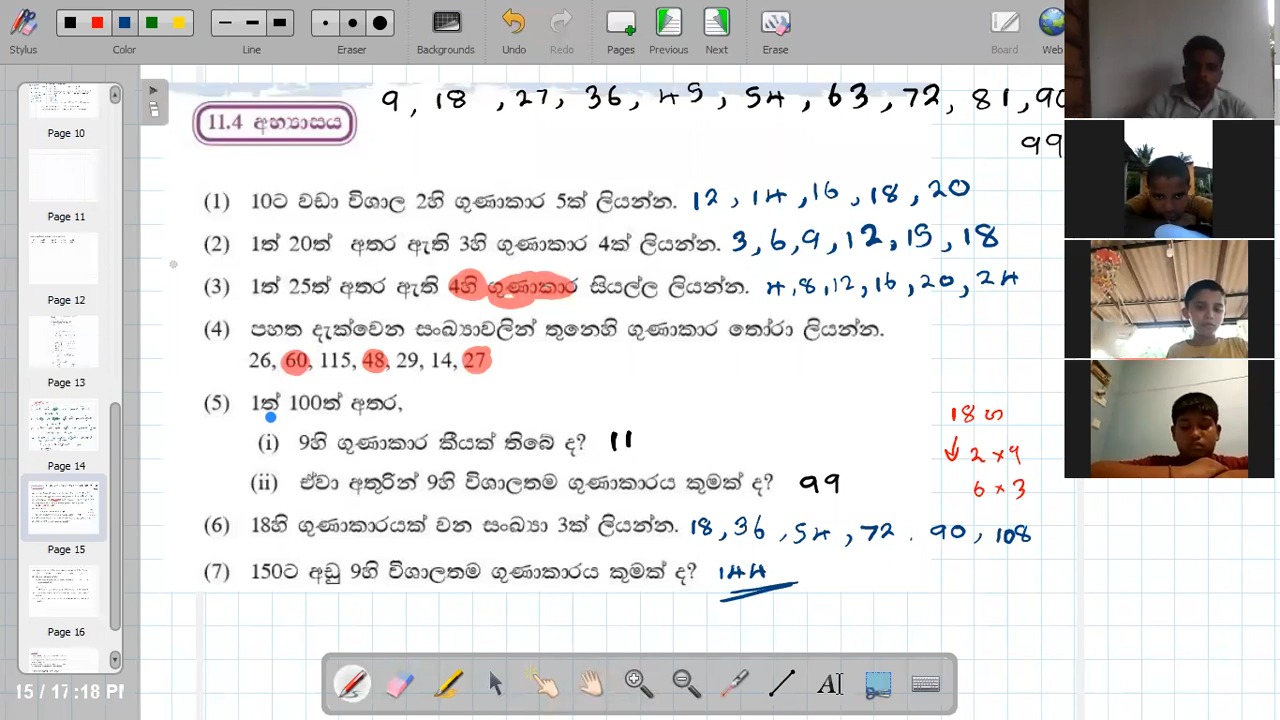 Stylus Color Line Eraser Backgrounds Undo Redo Pages Previous Next Erase Board Web
Page 10
Page 11
Page 12
Page 13
Page 14
Page 15
Page 16
15 / 17:18 PM
9, 18, 27, 36, 45, 54, 63, 72, 81, 90
99
11.4 අභ්‍යාසය
(1) 10ට වඩා විශාල 2හි ගුණාකාර 5ක් ලියන්න. 12, 14, 16, 18, 20
(2) 1ත් 20ත් අතර ඇති 3හි ගුණාකාර 4ක් ලියන්න. 3, 6, 9, 12, 15, 18
(3) 1ත් 25ත් අතර ඇති 4හි ගුණාකාර සියල්ල ලියන්න. 4, 8, 12, 16, 20, 24
(4) පහත දැක්වෙන සංඛ්‍යාවලින් තුනෙහි ගුණාකාර තෝරා ලියන්න.
26, 60, 115, 48, 29, 14, 27
(5) 1ත් 100ත් අතර,
(i) 9හි ගුණාකාර කීයක් තිබේ ද? 11
(ii) ඒවා අතුරින් 9හි විශාලතම ගුණාකාරය කුමක් ද? 99
(6) 18හි ගුණාකාරයක් වන සංඛ්‍යා 3ක් ලියන්න. 18, 36, 54, 72, 90, 108
(7) 150ට අඩු 9හි විශාලතම ගුණාකාරය කුමක් ද? 144
18 හ
2 × 9
6 × 3